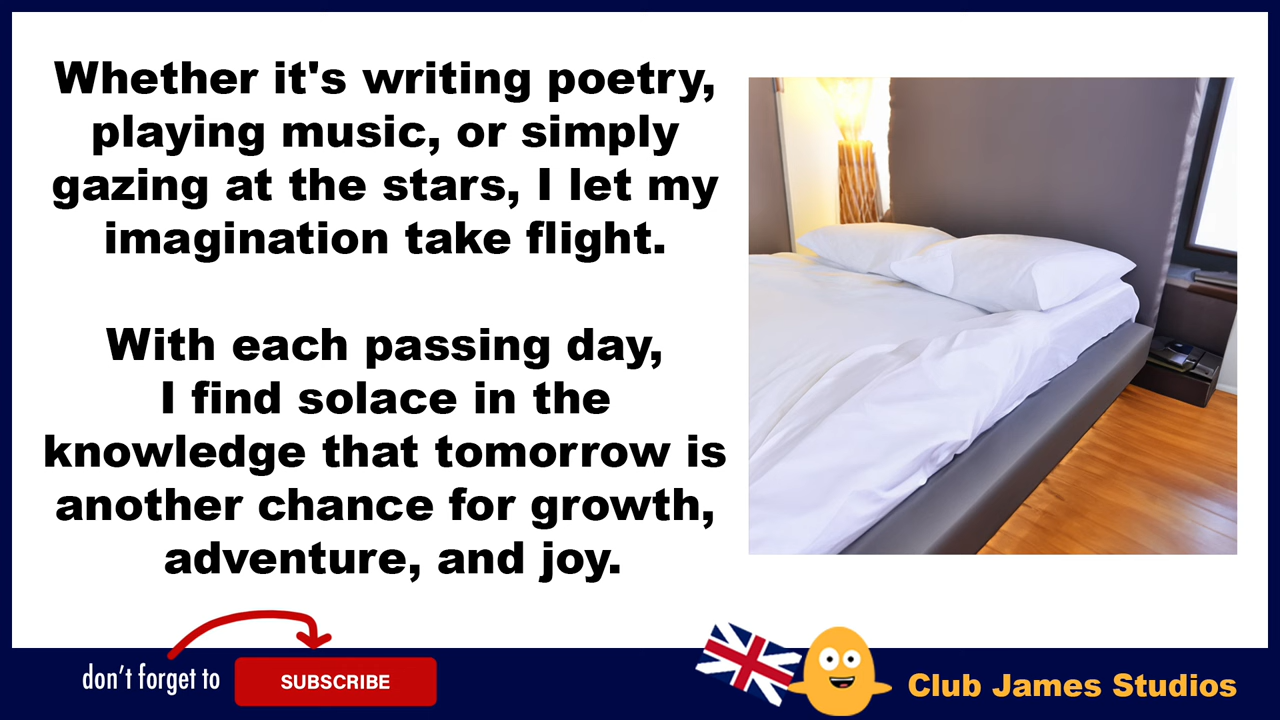 Whether it's writing poetry,
playing music, or simply
gazing at the stars, I let my
imagination take flight.
With each passing day,
I find solace in the
knowledge that tomorrow is
another chance for growth,
adventure, and joy.
don't forget to
SUBSCRIBE
Club James Studios